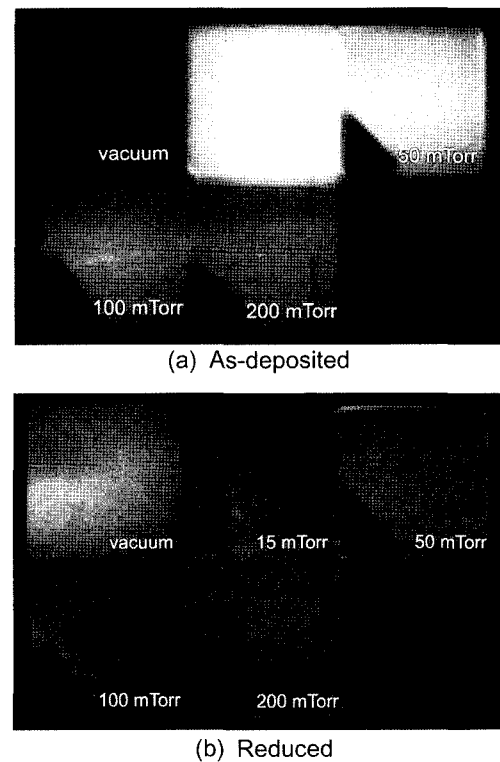 vacuum
50 mTorr
100 mTorr
200 mTorr
(a) As-deposited
vacuum
15 mTorr
50 mTorr
100 mTorr
200 mTorr
(b) Reduced